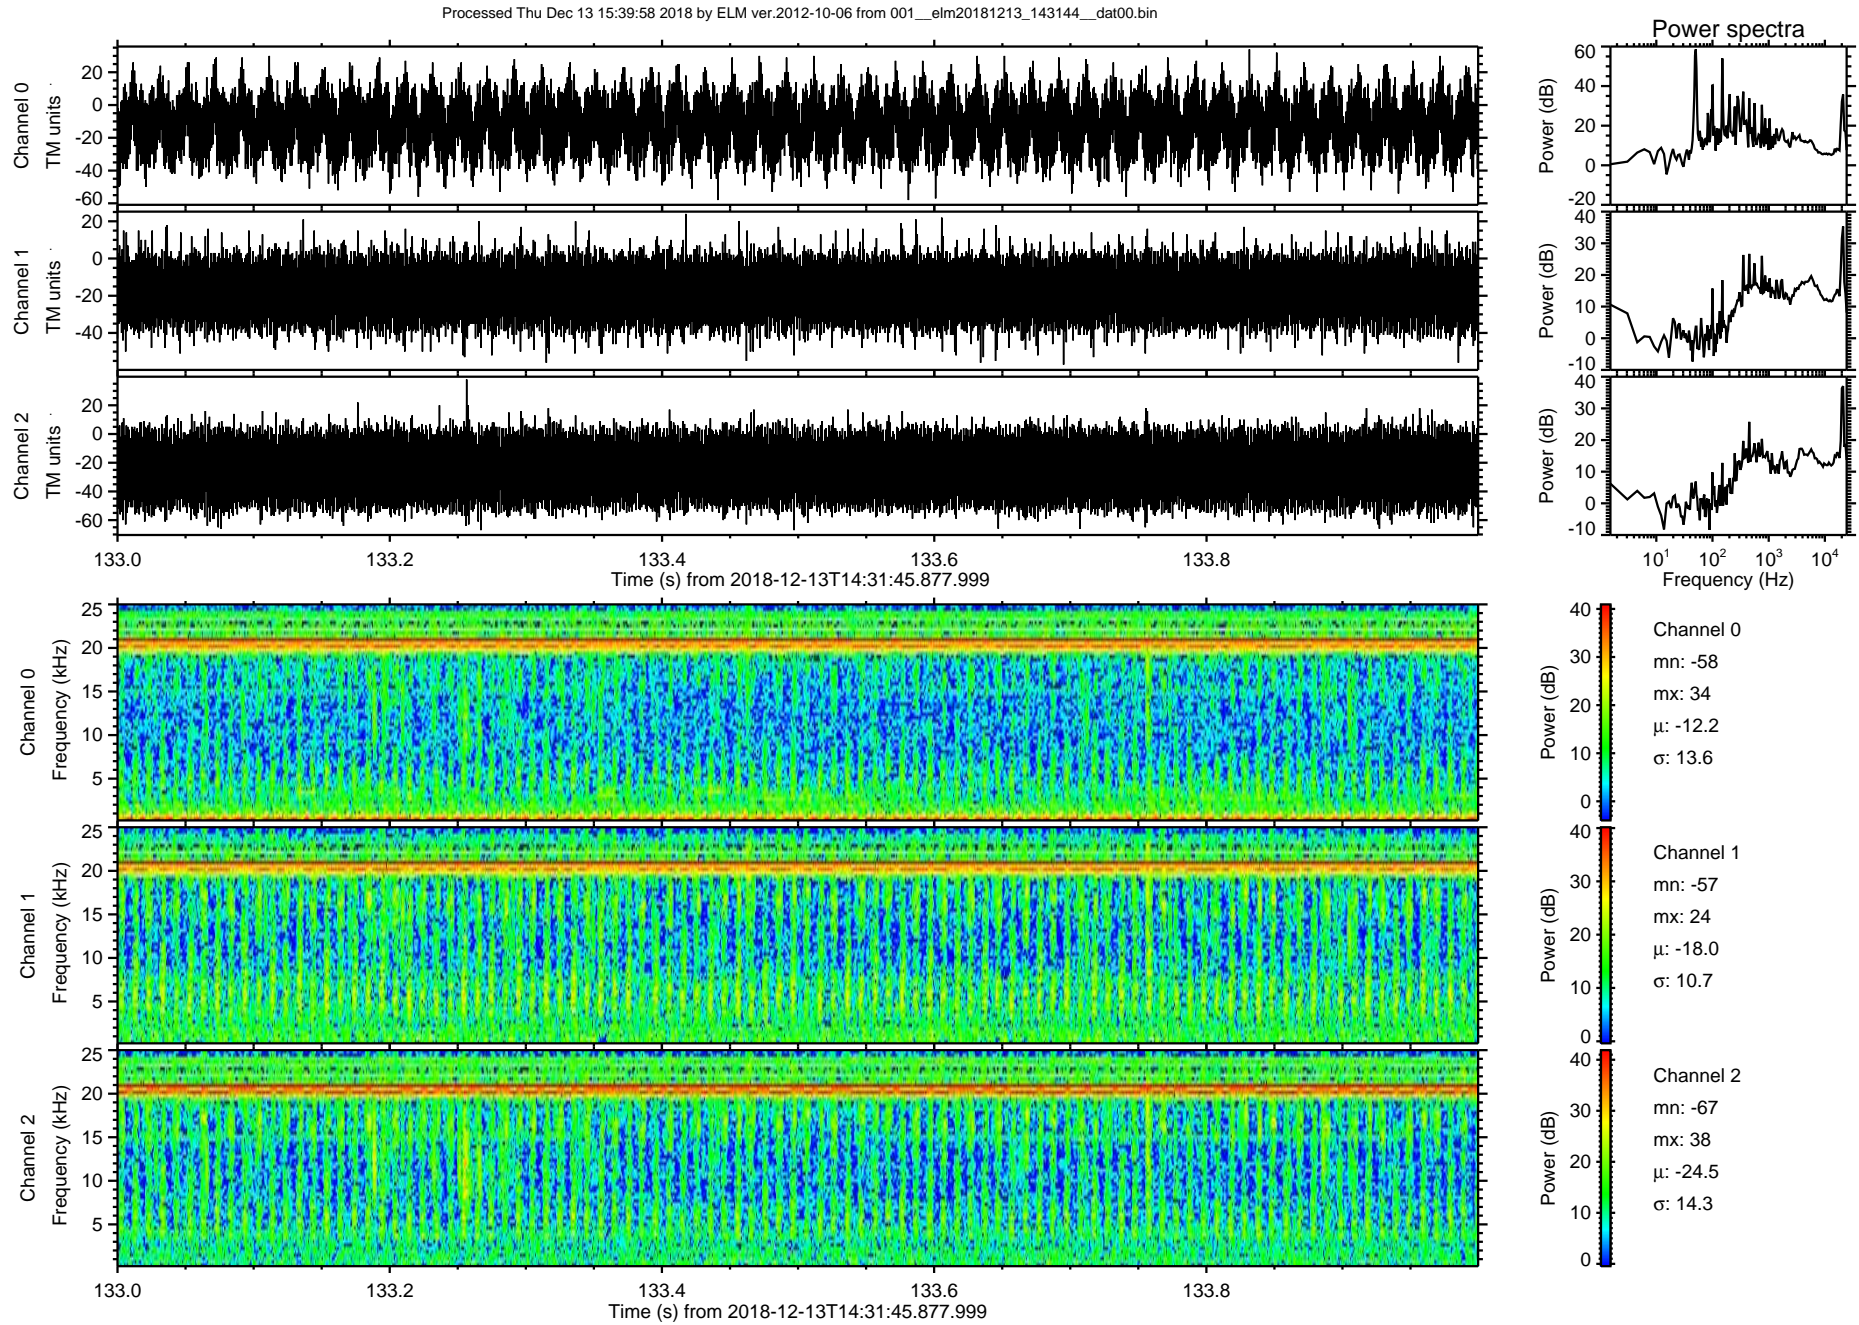 Processed Thu Dec 13 15:39:58 2018 by ELM ver.2012-10-06 from 001__elm20181213_143144__dat00.bin
Power spectra
Channel 0
TM units
20
0
-20
-40
-60
Power (dB)
60
40
20
0
-20
Channel 1
TM units
20
0
-20
-40
Power (dB)
40
30
20
10
0
-10
Channel 2
TM units
20
0
-20
-40
-60
Power (dB)
40
30
20
10
0
-10
133.0 133.2 133.4 133.6 133.8
Time (s) from 2018-12-13T14:31:45.877.999
10¹ 10² 10³ 10⁴
Frequency (Hz)
Channel 0
Frequency (kHz)
25
20
15
10
5
Power (dB)
40
30
20
10
0
Channel 0
mn: -58
mx: 34
μ: -12.2
σ: 13.6
Channel 1
Frequency (kHz)
25
20
15
10
5
Power (dB)
40
30
20
10
0
Channel 1
mn: -57
mx: 24
μ: -18.0
σ: 10.7
Channel 2
Frequency (kHz)
25
20
15
10
5
Power (dB)
40
30
20
10
0
Channel 2
mn: -67
mx: 38
μ: -24.5
σ: 14.3
133.0 133.2 133.4 133.6 133.8
Time (s) from 2018-12-13T14:31:45.877.999